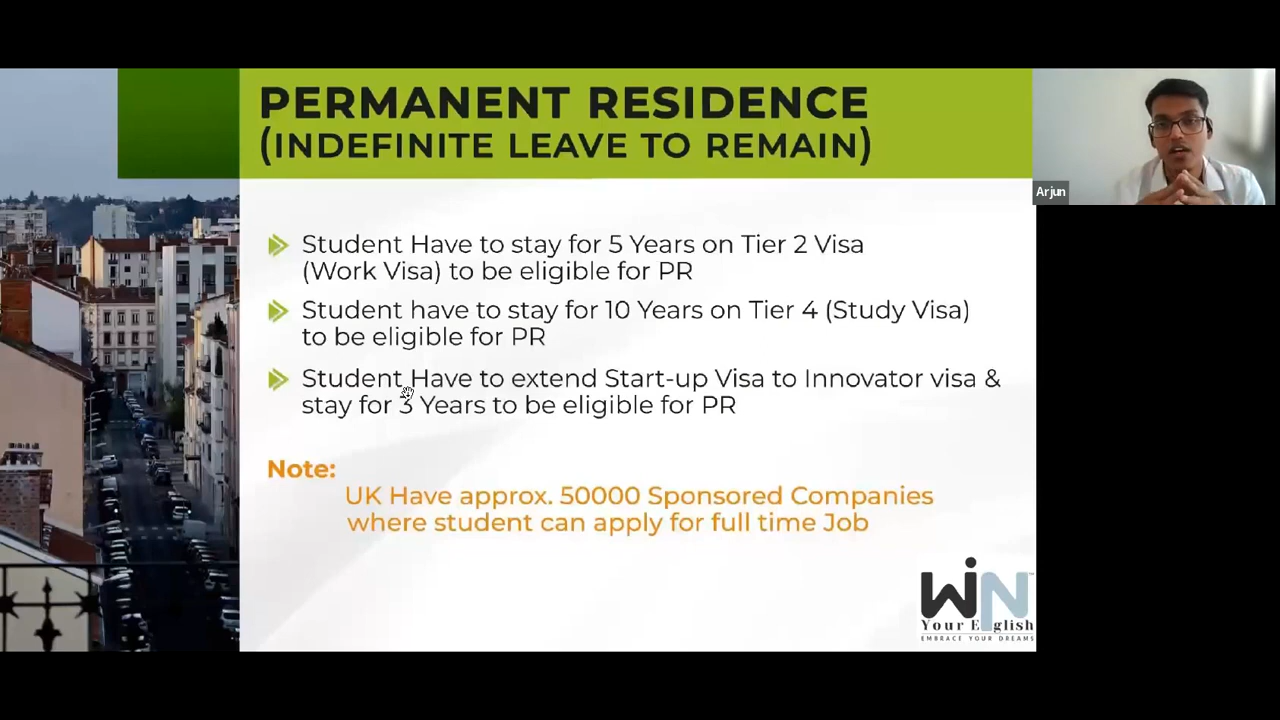 PERMANENT RESIDENCE
(INDEFINITE LEAVE TO REMAIN)
Arjun
Student Have to stay for 5 Years on Tier 2 Visa
(Work Visa) to be eligible for PR
Student have to stay for 10 Years on Tier 4 (Study Visa)
to be eligible for PR
Student Have to extend Start-up Visa to Innovator visa &
stay for 3 Years to be eligible for PR
Note:
UK Have approx. 50000 Sponsored Companies
where student can apply for full time Job
WiN
Your English
EMBRACE YOUR DREAMS